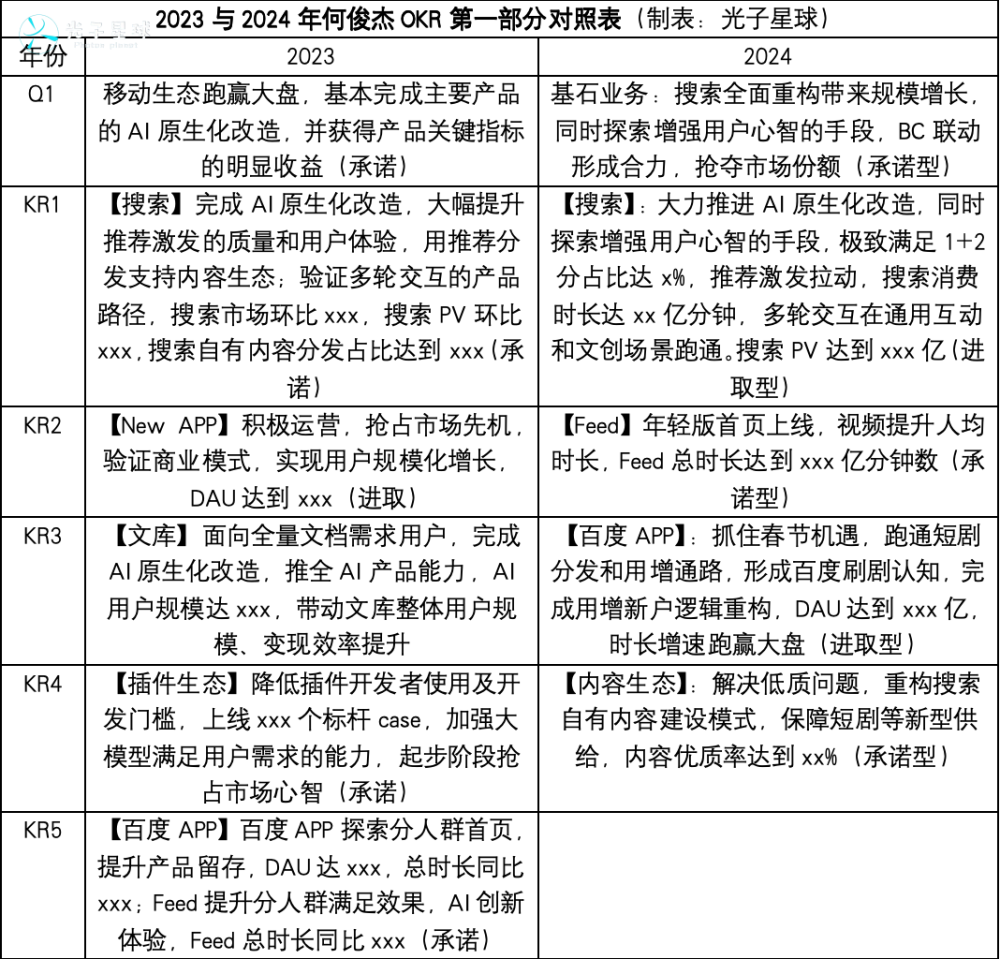 2023 与 2024 年何俊杰 OKR 第一部分对照表（制表：光子星球）
光子星球
Photon planet
年份
2023
2024
Q1
移动生态跑赢大盘，基本完成主要产品
的 AI 原生化改造，并获得产品关键指标
的明显收益（承诺）
基石业务：搜索全面重构带来规模增长，
同时探索增强用户心智的手段，BC 联动
形成合力，抢夺市场份额（承诺型）
KR1
【搜索】完成 AI 原生化改造，大幅提升
推荐激发的质量和用户体验，用推荐分
发支持内容生态；验证多轮交互的产品
路径，搜索市场环比 xxx，搜索 PV 环比
xxx，搜索自有内容分发占比达到 xxx（承
诺）
【搜索】：大力推进 AI 原生化改造，同时
探索增强用户心智的手段，极致满足 1+2
分占比达 x%，推荐激发拉动，搜索消费
时长达 xx 亿分钟，多轮交互在通用互动
和文创场景跑通。搜索 PV 达到 xxx 亿（进
取型）
KR2
【New APP】积极运营，抢占市场先机，
验证商业模式，实现用户规模化增长，
DAU 达到 xxx（进取）
【Feed】年轻版首页上线，视频提升人均
时长，Feed 总时长达到 xxx 亿分钟数（承
诺型）
KR3
【文库】面向全量文档需求用户，完成
AI 原生化改造，推全 AI 产品能力，AI
用户规模达 xxx，带动文库整体用户规
模、变现效率提升
【百度 APP】：抓住春节机遇，跑通短剧
分发和用增通路，形成百度刷剧认知，完
成用增新户逻辑重构，DAU 达到 xxx 亿，
时长增速跑赢大盘（进取型）
KR4
【插件生态】降低插件开发者使用及开
发门槛，上线 xxx 个标杆 case，加强大
模型满足用户需求的能力，起步阶段抢
占市场心智（承诺）
【内容生态】：解决低质问题，重构搜索
自有内容建设模式，保障短剧等新型供
给，内容优质率达到 xx%（承诺型）
KR5
【百度 APP】百度 APP 探索分人群首页，
提升产品留存，DAU 达 xxx，总时长同比
xxx；Feed 提升分人群满足效果，AI 创新
体验，Feed 总时长同比 xxx（承诺）